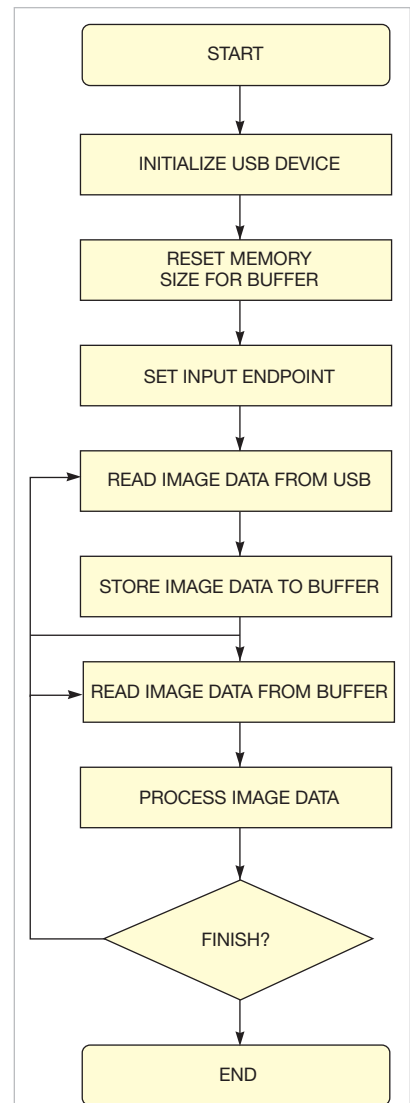 START
INITIALIZE USB DEVICE
RESET MEMORY
SIZE FOR BUFFER
SET INPUT ENDPOINT
READ IMAGE DATA FROM USB
STORE IMAGE DATA TO BUFFER
READ IMAGE DATA FROM BUFFER
PROCESS IMAGE DATA
FINISH?
END